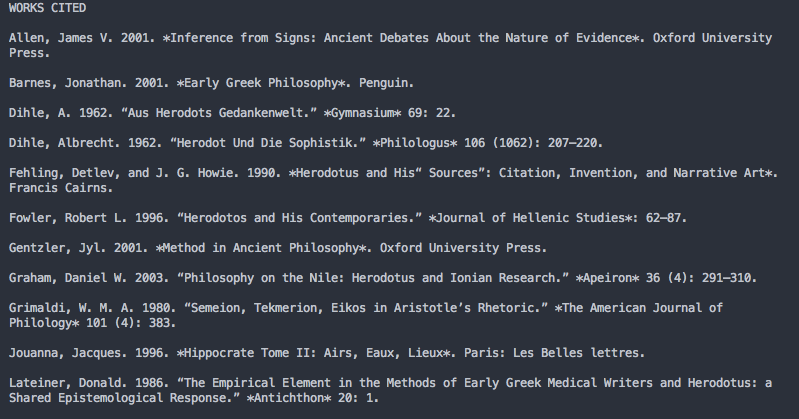 WORKS CITED
Allen, James V. 2001. *Inference from Signs: Ancient Debates About the Nature of Evidence*. Oxford University
Press.
Barnes, Jonathan. 2001. *Early Greek Philosophy*. Penguin.
Dihle, A. 1962. “Aus Herodots Gedankenwelt.” *Gymnasium* 69: 22.
Dihle, Albrecht. 1962. “Herodot Und Die Sophistik.” *Philologus* 106 (1062): 207–220.
Fehling, Detlev, and J. G. Howie. 1990. *Herodotus and His“ Sources”: Citation, Invention, and Narrative Art*.
Francis Cairns.
Fowler, Robert L. 1996. “Herodotos and His Contemporaries.” *Journal of Hellenic Studies*: 62–87.
Gentzler, Jyl. 2001. *Method in Ancient Philosophy*. Oxford University Press.
Graham, Daniel W. 2003. “Philosophy on the Nile: Herodotus and Ionian Research.” *Apeiron* 36 (4): 291–310.
Grimaldi, W. M. A. 1980. “Semeion, Tekmerion, Eikos in Aristotle’s Rhetoric.” *The American Journal of
Philology* 101 (4): 383.
Jouanna, Jacques. 1996. *Hippocrate Tome II: Airs, Eaux, Lieux*. Paris: Les Belles lettres.
Lateiner, Donald. 1986. “The Empirical Element in the Methods of Early Greek Medical Writers and Herodotus: a
Shared Epistemological Response.” *Antichthon* 20: 1.